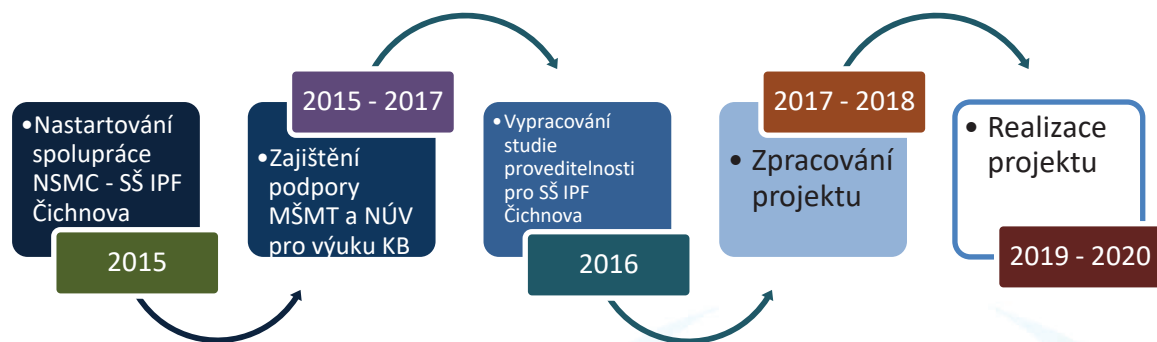 •Nastartování
spolupráce
NSMC - SŠ IPF
Čichnova
2015
2015 - 2017
•Zajištění
podpory
MŠMT a NÚV
pro výuku KB
•Vypracování
studie
proveditelnosti
pro SŠ IPF
Čichnova
2016
2017 - 2018
• Zpracování
projektu
• Realizace
projektu
2019 - 2020